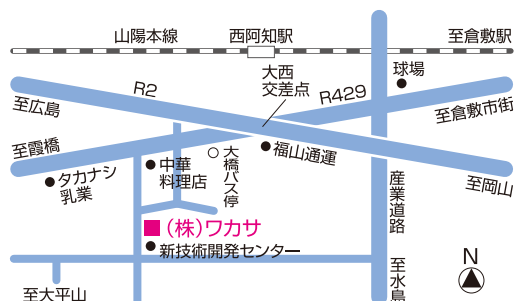 山陽本線
西阿知駅
至倉敷駅
大西
交差点
球場
R2
R429
至広島
至倉敷市街
至霞橋
大橋バス停
福山通運
中華
料理店
タカナシ
乳業
至岡山
産業道路
(株)ワカサ
新技術開発センター
至大平山
至水島
N